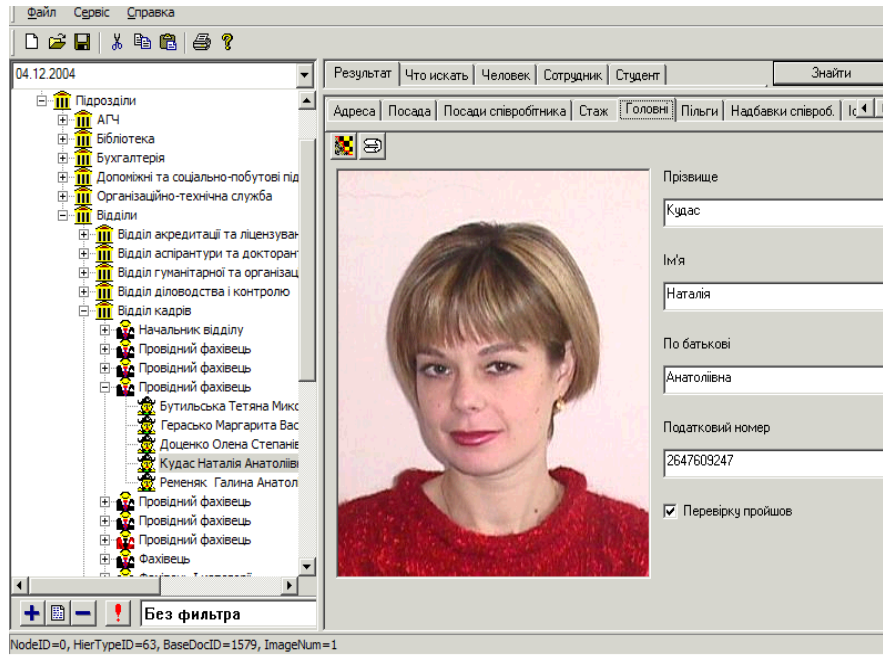 Файл Сервіс Справка
04.12.2004
Підрозділи
АГЧ
Бібліотека
Бухгалтерія
Допоміжні та соціально-побутові під
Організаційно-технічна служба
Відділи
Відділ акредитації та ліцензуван
Відділ аспірантури та докторан
Відділ гуманітарної та організац
Відділ діловодства і контролю
Відділ кадрів
Начальник відділу
Провідний фахівець
Провідний фахівець
Провідний фахівець
Бутильська Тетяна Мико
Герасько Маргарита Вас
Доценко Олена Степанів
Кудас Наталія Анатоліїв
Ременяк Галина Анатол
Провідний фахівець
Провідний фахівець
Провідний фахівець
Фахівець
Без фильтра
Результат Что искать Человек Сотрудник Студент Знайти
Адреса Посада Посади співробітника Стаж Головні Пільги Надбавки співроб. Іс
Прізвище
Кудас
Ім'я
Наталія
По батькові
Анатоліївна
Податковий номер
2647609247
Перевірку пройшов
NodeID=0, HierTypeID=63, BaseDocID=1579, ImageNum=1